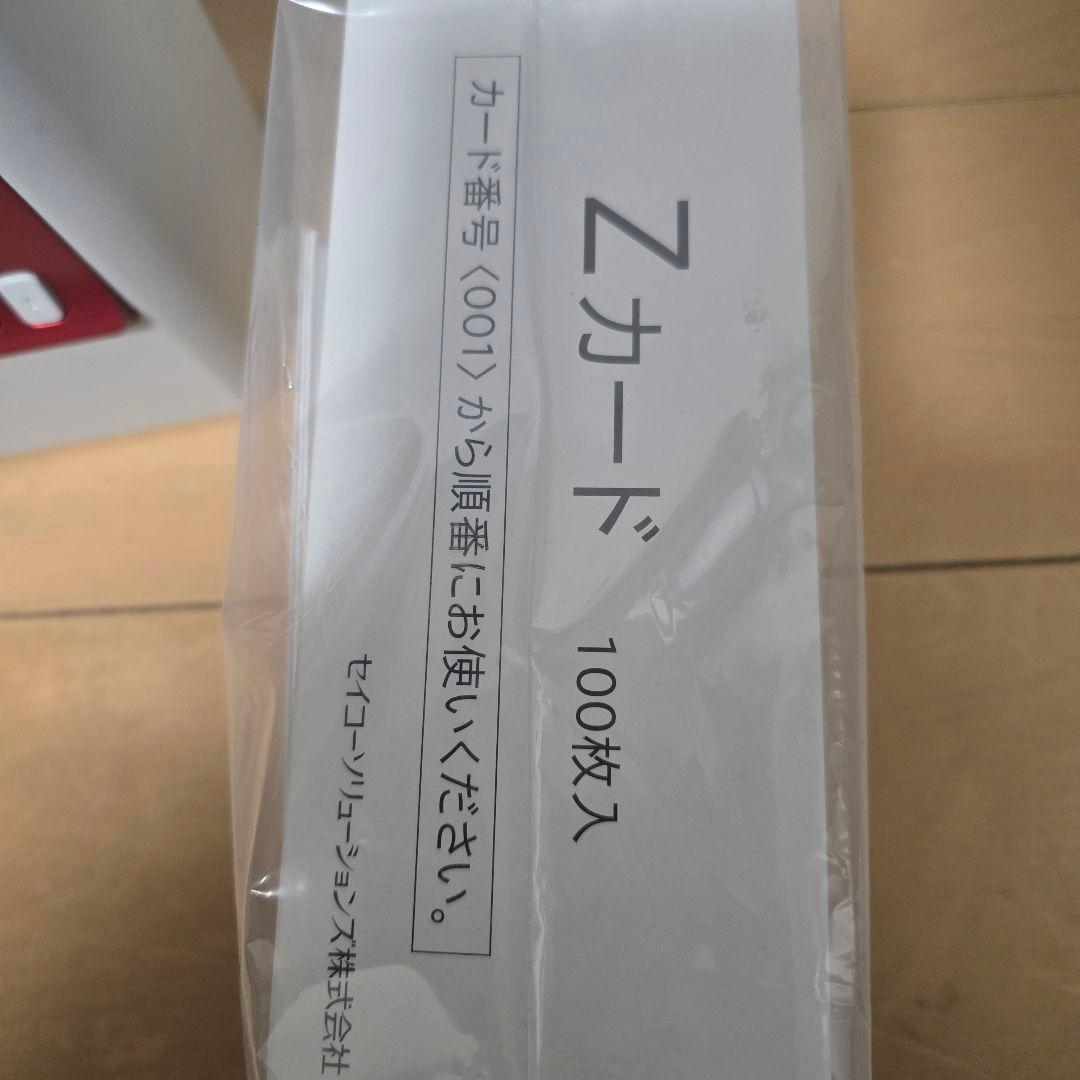 Zカード 100枚入
カード番号〈001〉から順番にお使いください。
セイコーソリューションズ株式会社